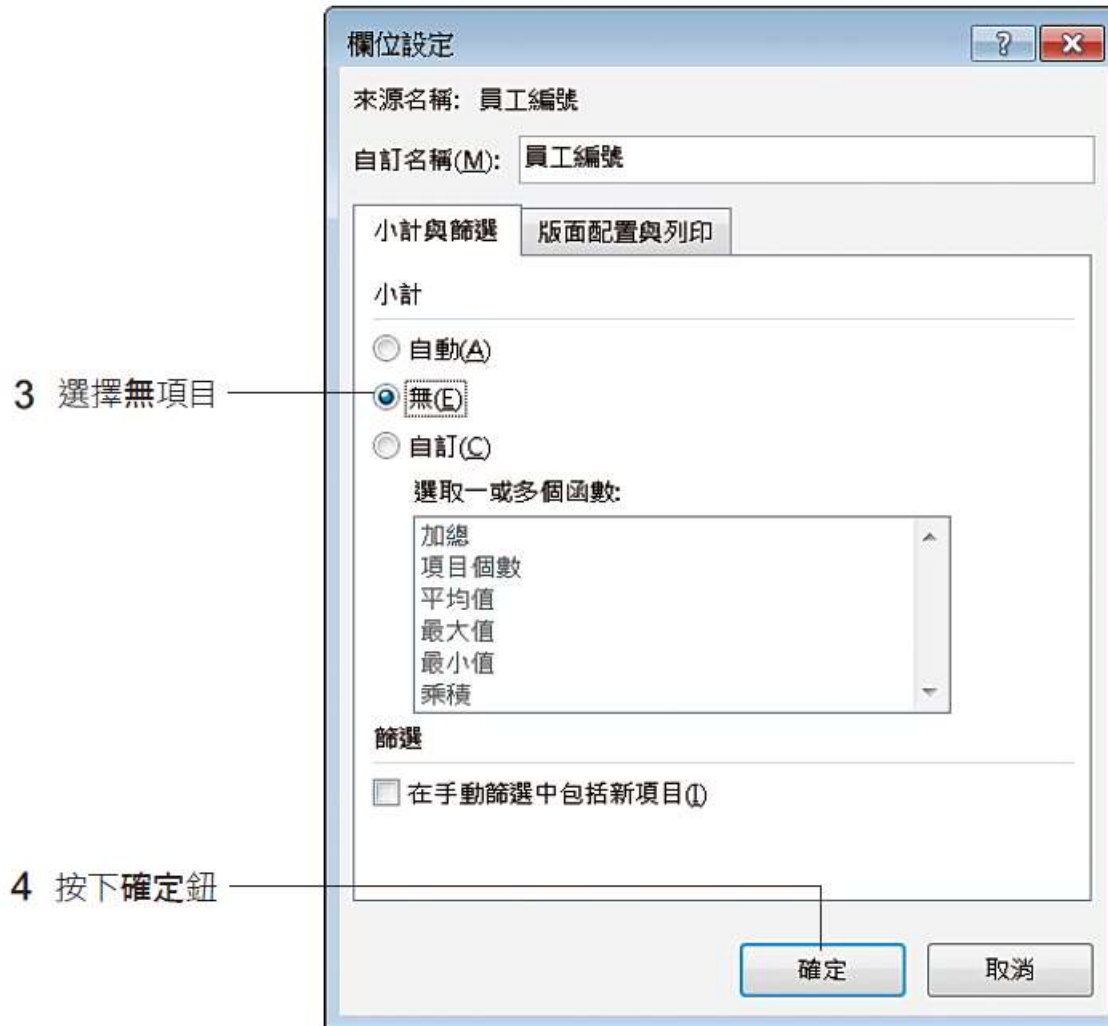 欄位設定
來源名稱: 員工編號
自訂名稱(M): 員工編號
小計與篩選 版面配置與列印
小計
自動(A)
3 選擇無項目
無(E)
自訂(C)
選取一或多個函數:
加總
項目個數
平均值
最大值
最小值
乘積
篩選
在手動篩選中包括新項目(I)
4 按下確定鈕
確定 取消